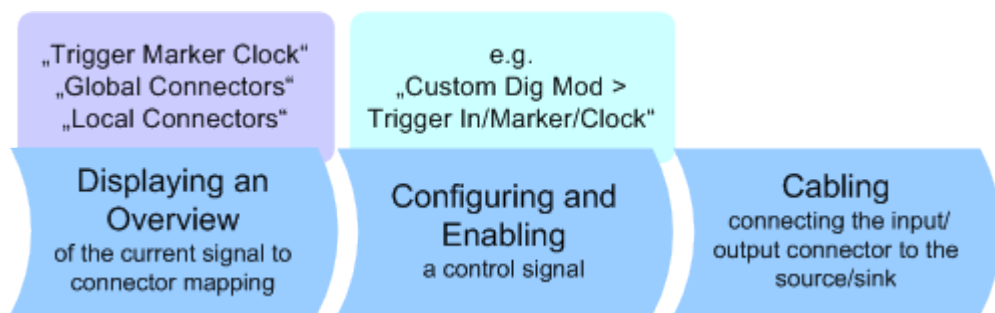 „Trigger Marker Clock“
„Global Connectors“
„Local Connectors“
Displaying an
Overview
of the current signal to
connector mapping
e.g.
„Custom Dig Mod >
Trigger In/Marker/Clock“
Configuring and
Enabling
a control signal
Cabling
connecting the input/
output connector to the
source/sink